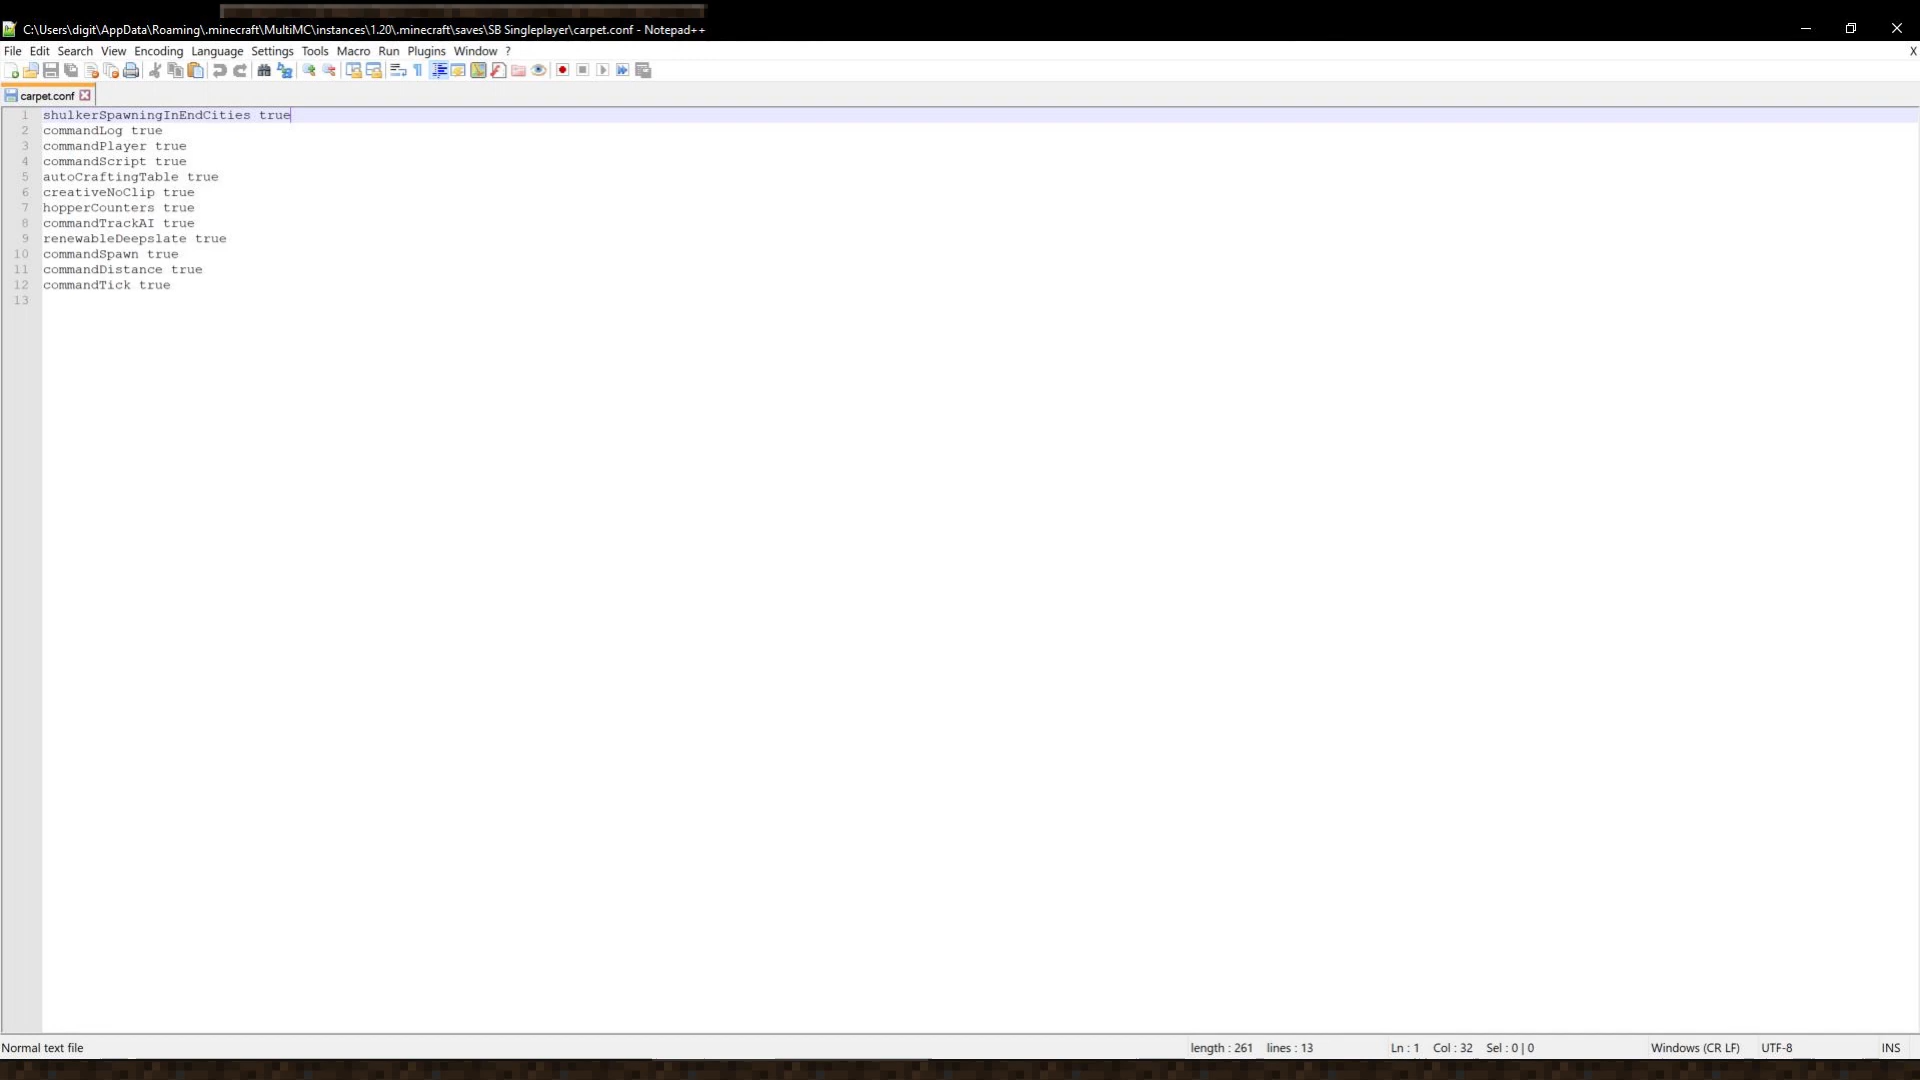 C:\Users\digit\AppData\Roaming\.minecraft\MultiMC\instances\1.20\.minecraft\saves\SB Singleplayer\carpet.conf - Notepad++
File Edit Search View Encoding Language Settings Tools Macro Run Plugins Window ? X
carpet.conf
1 shulkerSpawningInEndCities true
2 commandLog true
3 commandPlayer true
4 commandScript true
5 autoCraftingTable true
6 creativeNoClip true
7 hopperCounters true
8 commandTrackAI true
9 renewableDeepslate true
10 commandSpawn true
11 commandDistance true
12 commandTick true
13
Normal text file length : 261 lines : 13 Ln : 1 Col : 32 Sel : 0 | 0 Windows (CR LF) UTF-8 INS